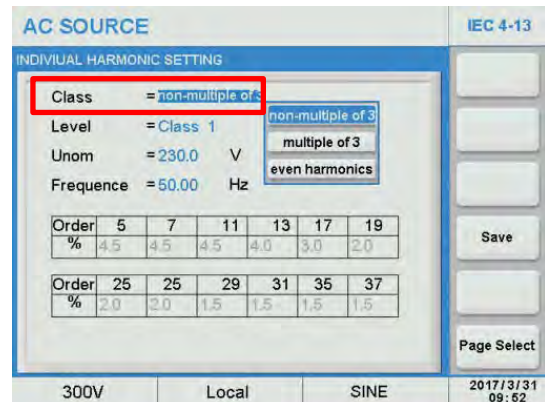 AC SOURCE
IEC 4-13
INDIVIUAL HARMONIC SETTING
Class =non-multiple of3
non-multiple of 3
multiple of 3
even harmonics
Level =Class 1
Unom =230.0 V
Frequence =50.00 Hz
Order 5 7 11 13 17 19
% 4.5 4.5 4.5 4.0 3.0 2.0
Order 25 25 29 31 35 37
% 2.0 2.0 1.5 1.5 1.5 1.5
Save
Page Select
300V Local SINE 2017/3/31
09:52